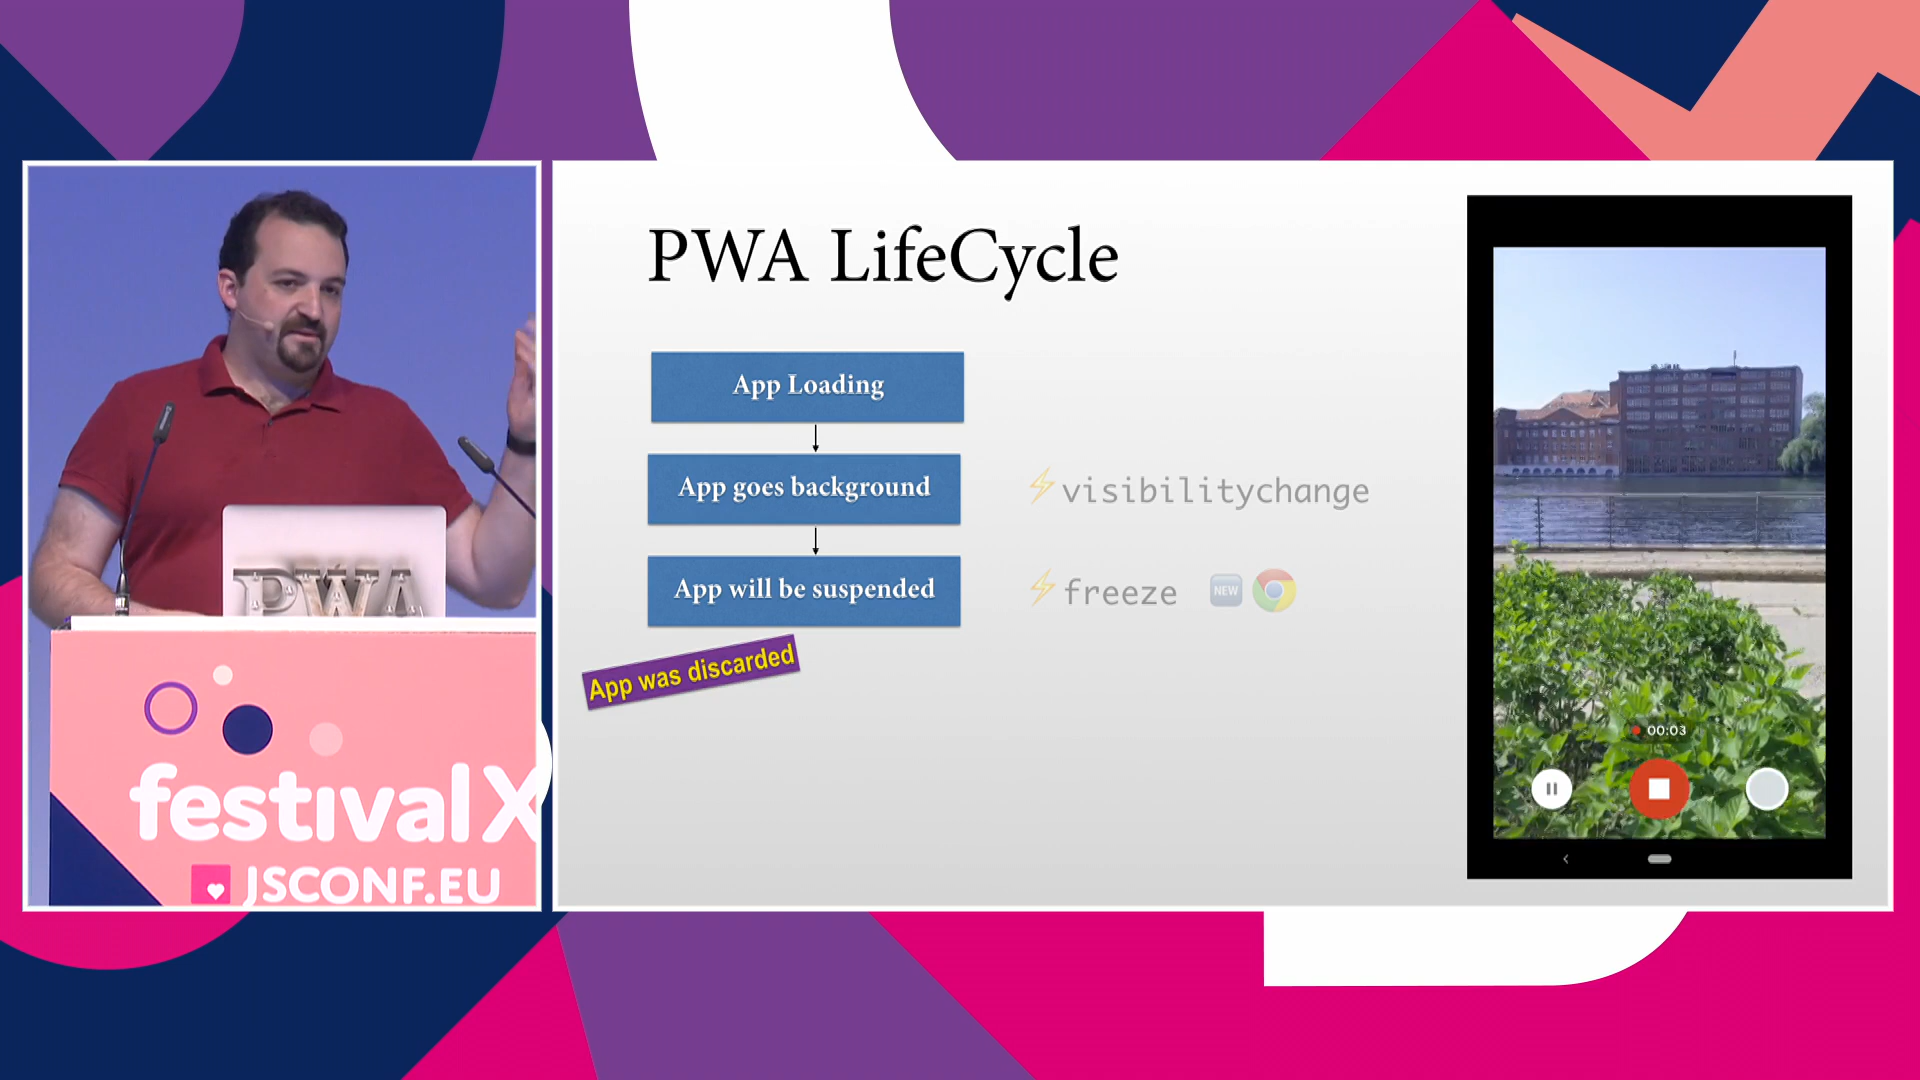 PWA LifeCycle
App Loading
App goes background
⚡visibilitychange
App will be suspended
⚡freeze NEW
App was discarded
00:03
PWA
festival X
JSCONF.EU